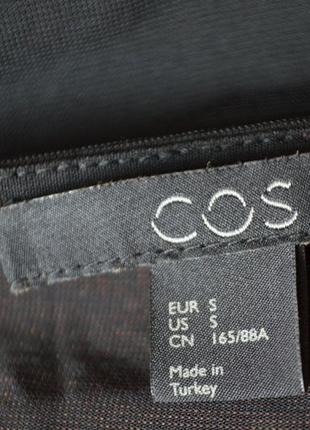 COS
EUR S
US S
CN 165/88A
Made in
Turkey